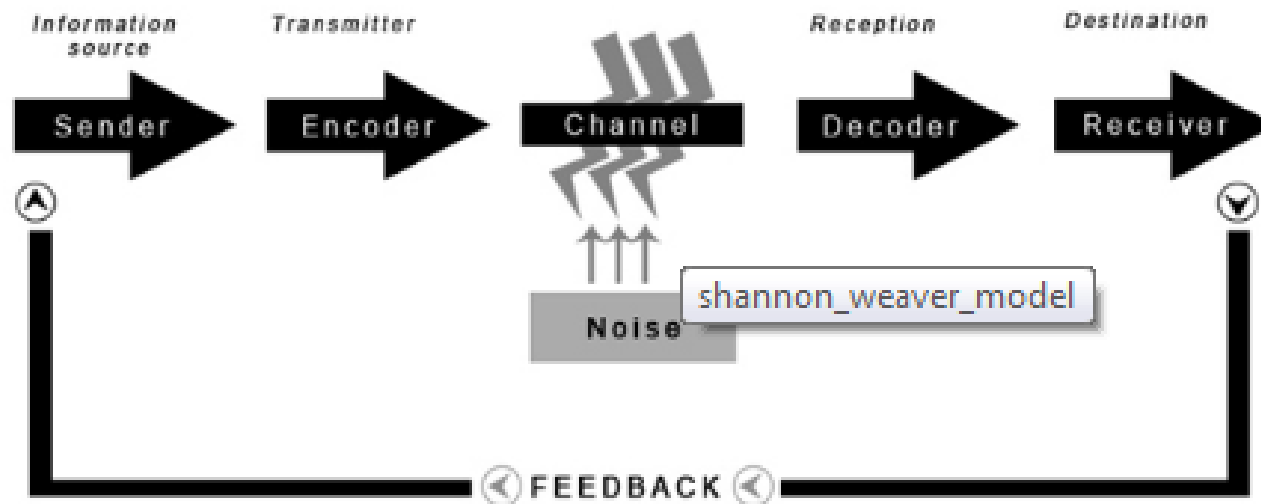 Information
source
Transmitter
Reception
Destination
Sender
Encoder
Channel
Decoder
Receiver
shannon_weaver_model
Noise
FEEDBACK